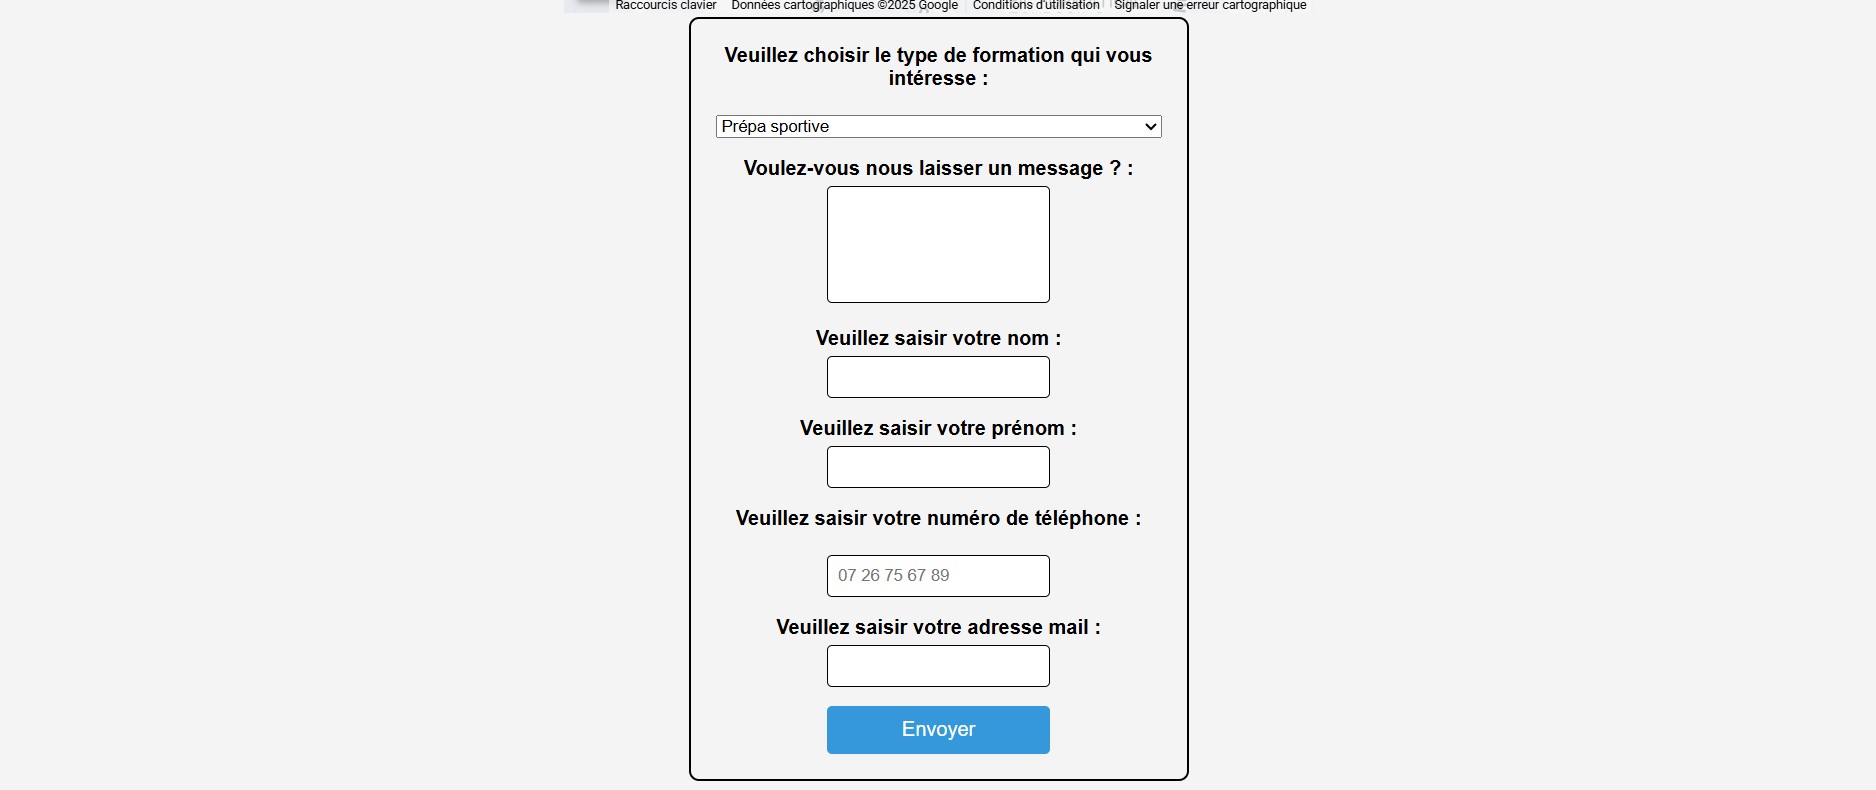 Raccourcis clavier Données cartographiques ©2025 Google Conditions d'utilisation Signaler une erreur cartographique
Veuillez choisir le type de formation qui vous
intéresse :
Prépa sportive
Voulez-vous nous laisser un message ? :
Veuillez saisir votre nom :
Veuillez saisir votre prénom :
Veuillez saisir votre numéro de téléphone :
07 26 75 67 89
Veuillez saisir votre adresse mail :
Envoyer